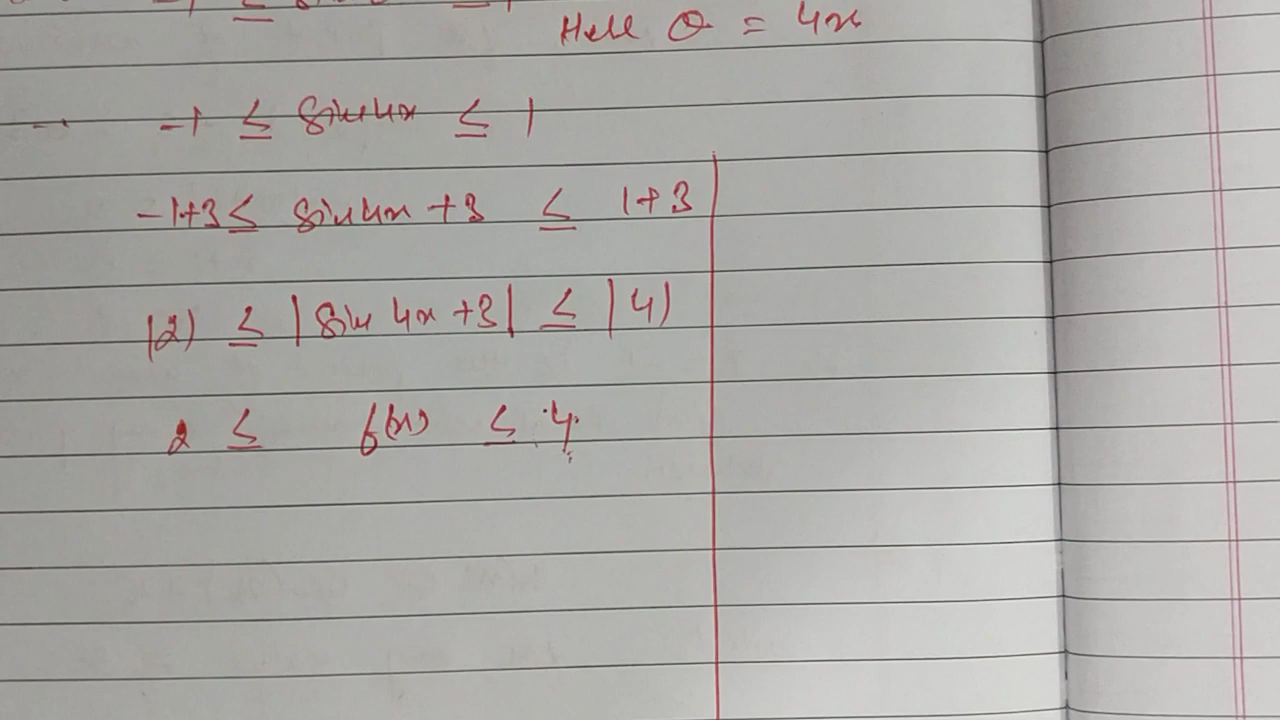 Here θ = 4x
-1 ≤ sin4x ≤ 1
-1+3 ≤ sin4x +3 ≤ 1+3
|2| ≤ |sin 4x +3| ≤ |4|
2 ≤ f(x) ≤ 4